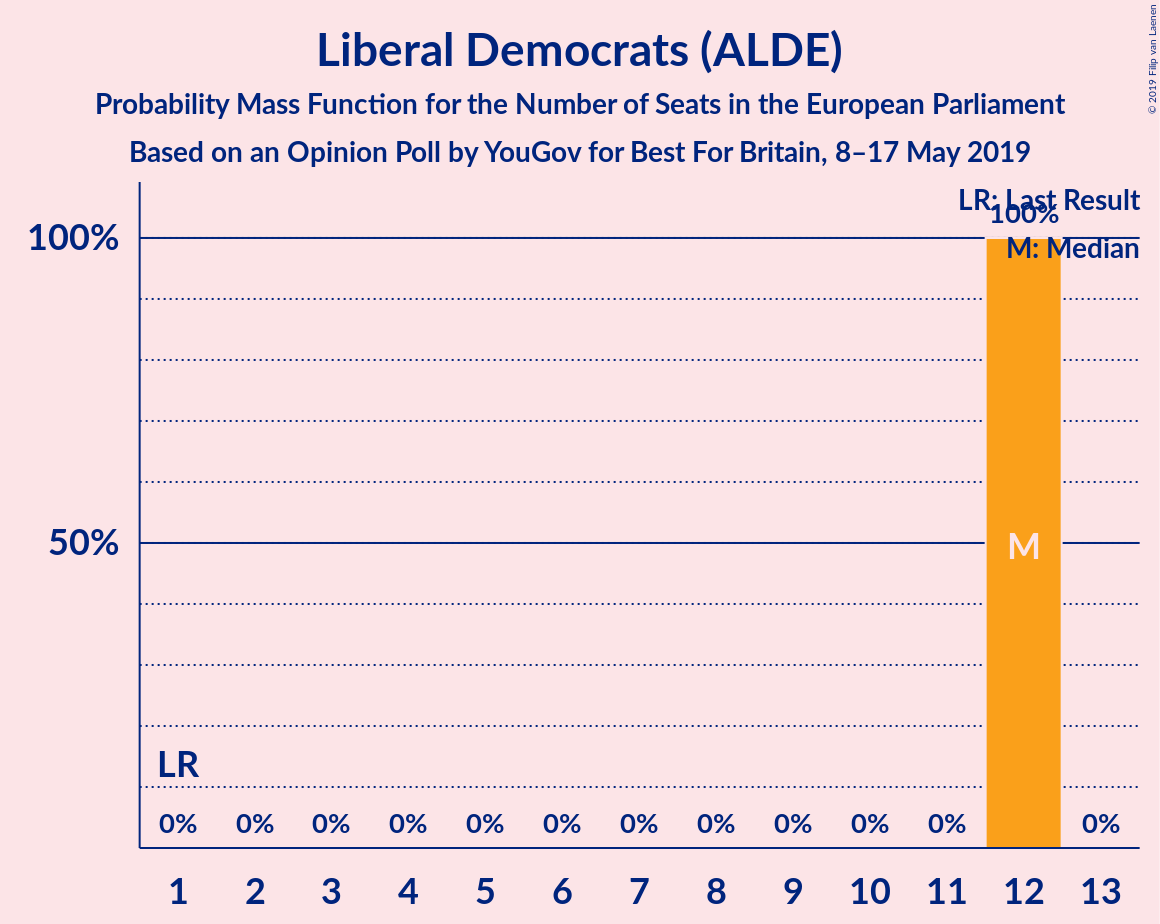 Liberal Democrats (ALDE)
Probability Mass Function for the Number of Seats in the European Parliament
Based on an Opinion Poll by YouGov for Best For Britain, 8–17 May 2019
© 2019 Filip van Laenen
LR: Last Result
100%
M: Median
100%
50%
M
LR
0% 0% 0% 0% 0% 0% 0% 0% 0% 0% 0% 0%
1 2 3 4 5 6 7 8 9 10 11 12 13